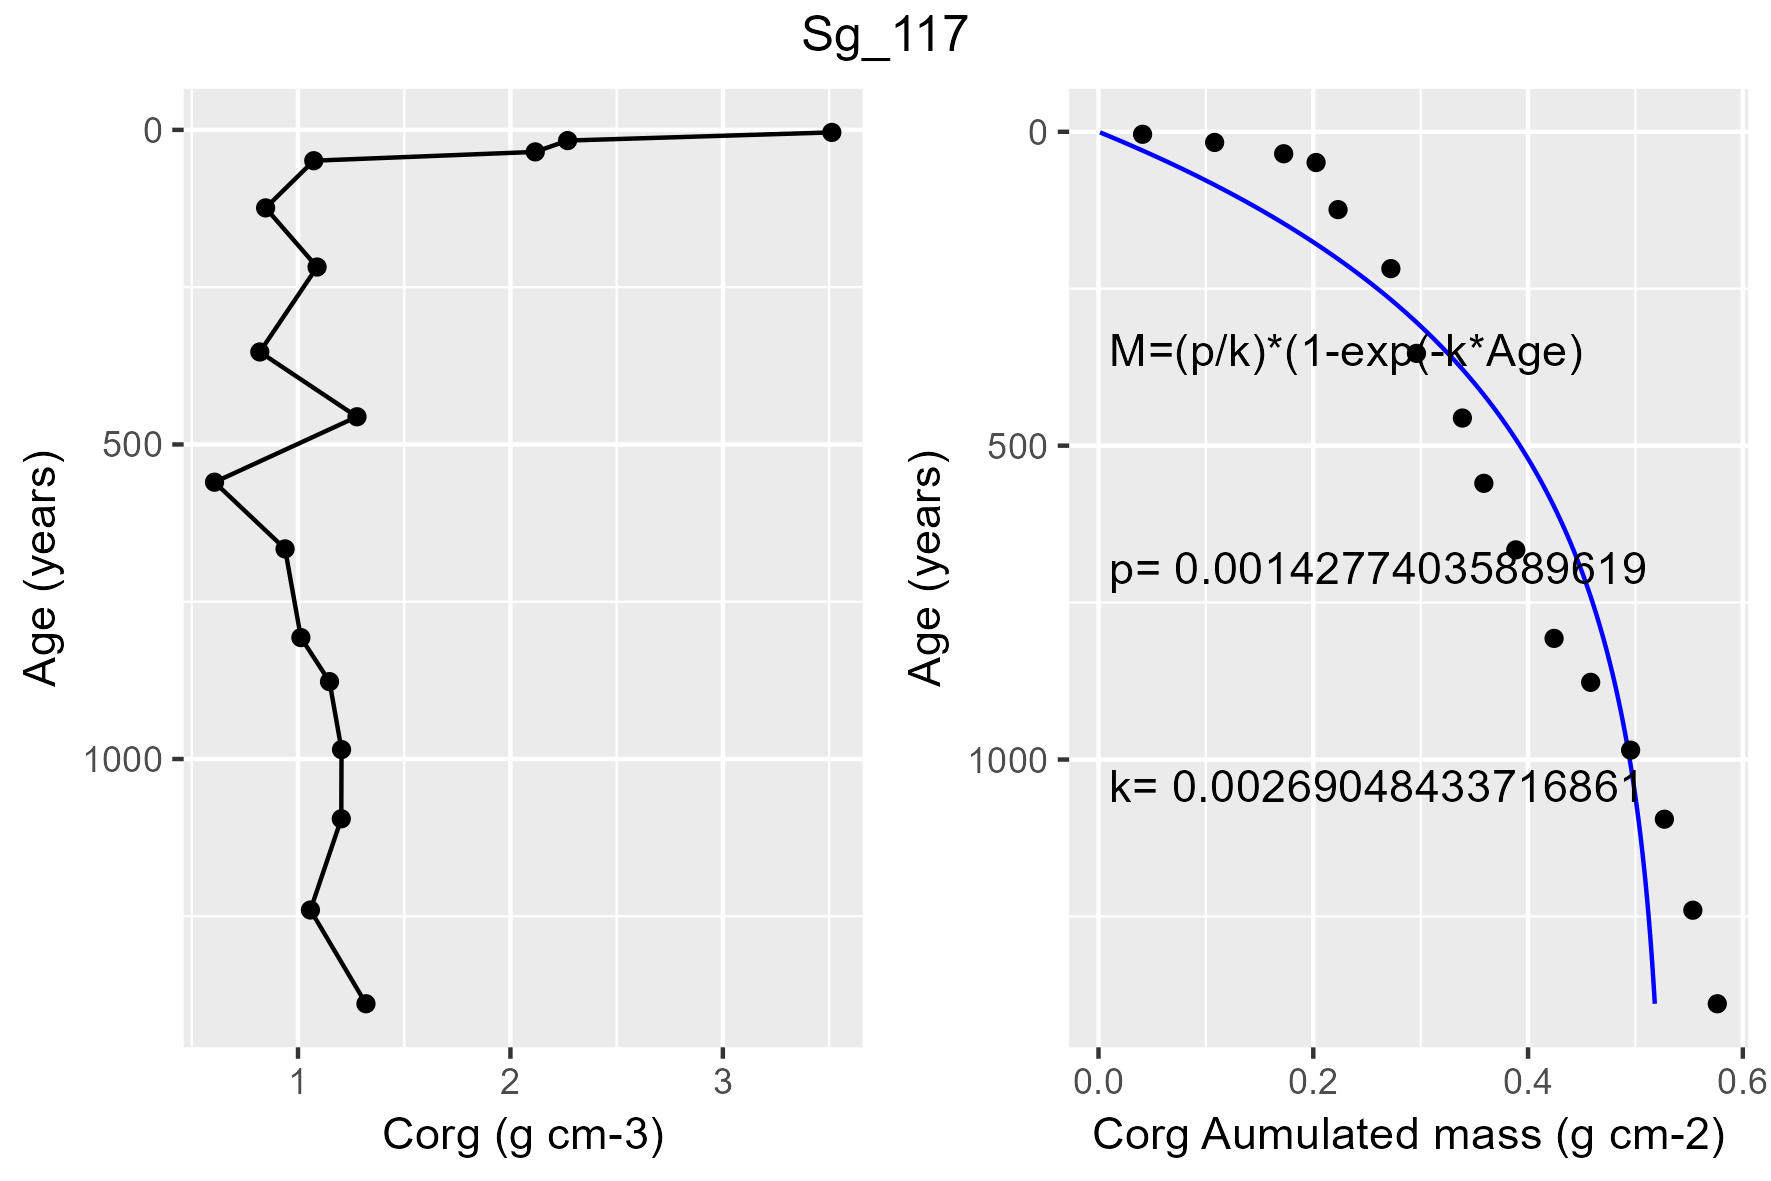 Sg_117
0
500
1000
Age (years)
1
2
3
Corg (g cm-3)
0
500
1000
Age (years)
M=(p/k)*(1-exp(-k*Age)
p= 0.00142774035889619
k= 0.00269048433716861
0.0
0.2
0.4
0.6
Corg Aumulated mass (g cm-2)